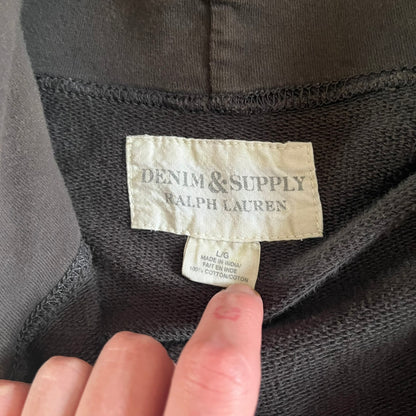 DENIM & SUPPLY
RALPH LAUREN
L/G
MADE IN INDIA/
FAIT EN INDE
100% COTTON/COTON